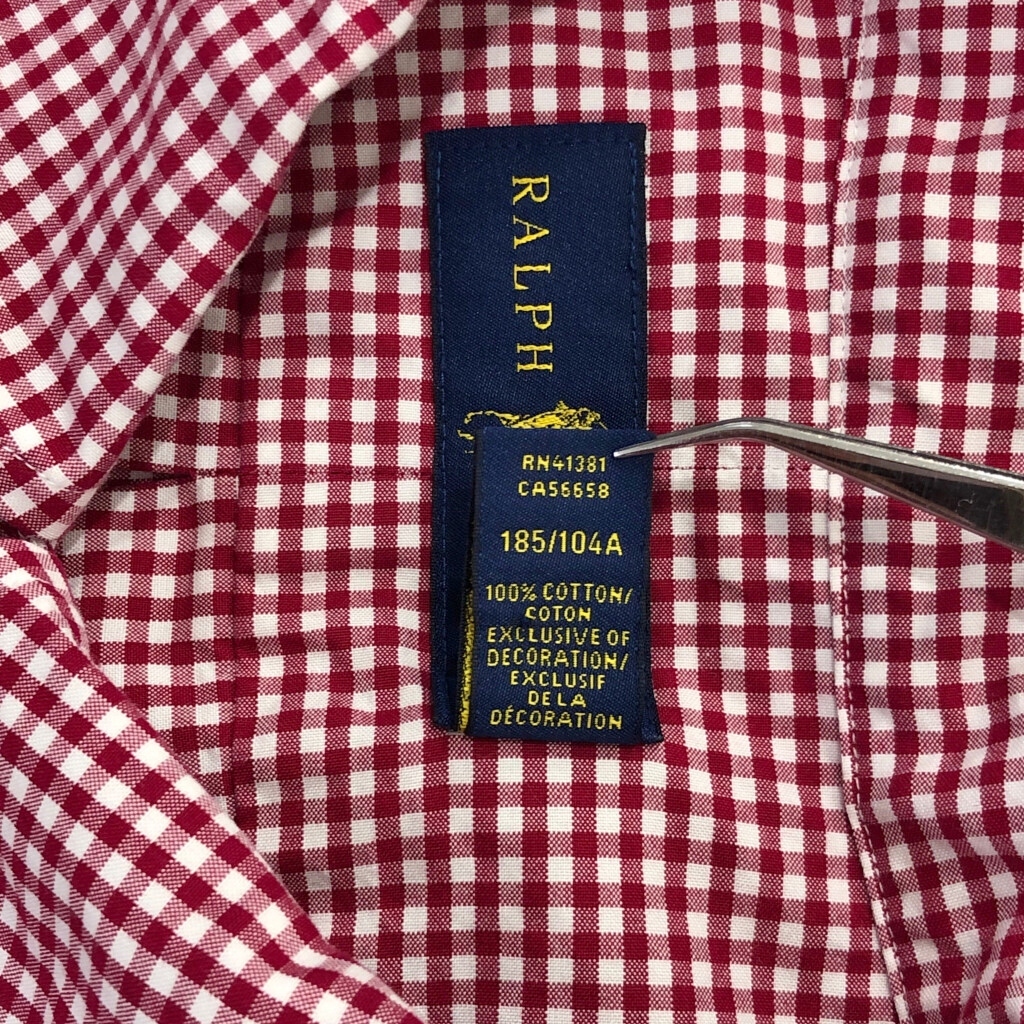 RALPH
RN41381
CA56658
185/104A
100% COTTON/
COTON
EXCLUSIVE OF
DECORATION/
EXCLUSIF
DE LA
DÉCORATION